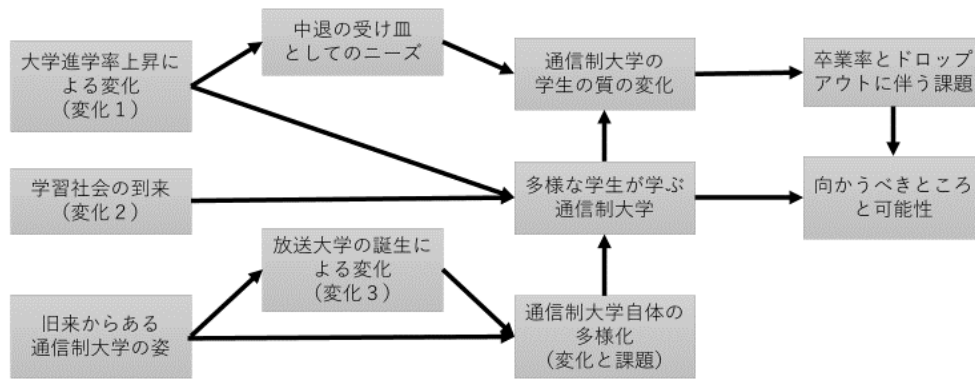 大学進学率上昇に
よる変化
(変化１)
中退の受け皿
としてのニーズ
通信制大学の
学生の質の変化
卒業率とドロップ
アウトに伴う課題
学習社会の到来
(変化２)
多様な学生が学ぶ
通信制大学
向かうべきところ
と可能性
放送大学の誕生に
よる変化
(変化３)
旧来からある
通信制大学の姿
通信制大学自体の
多様化
(変化と課題)